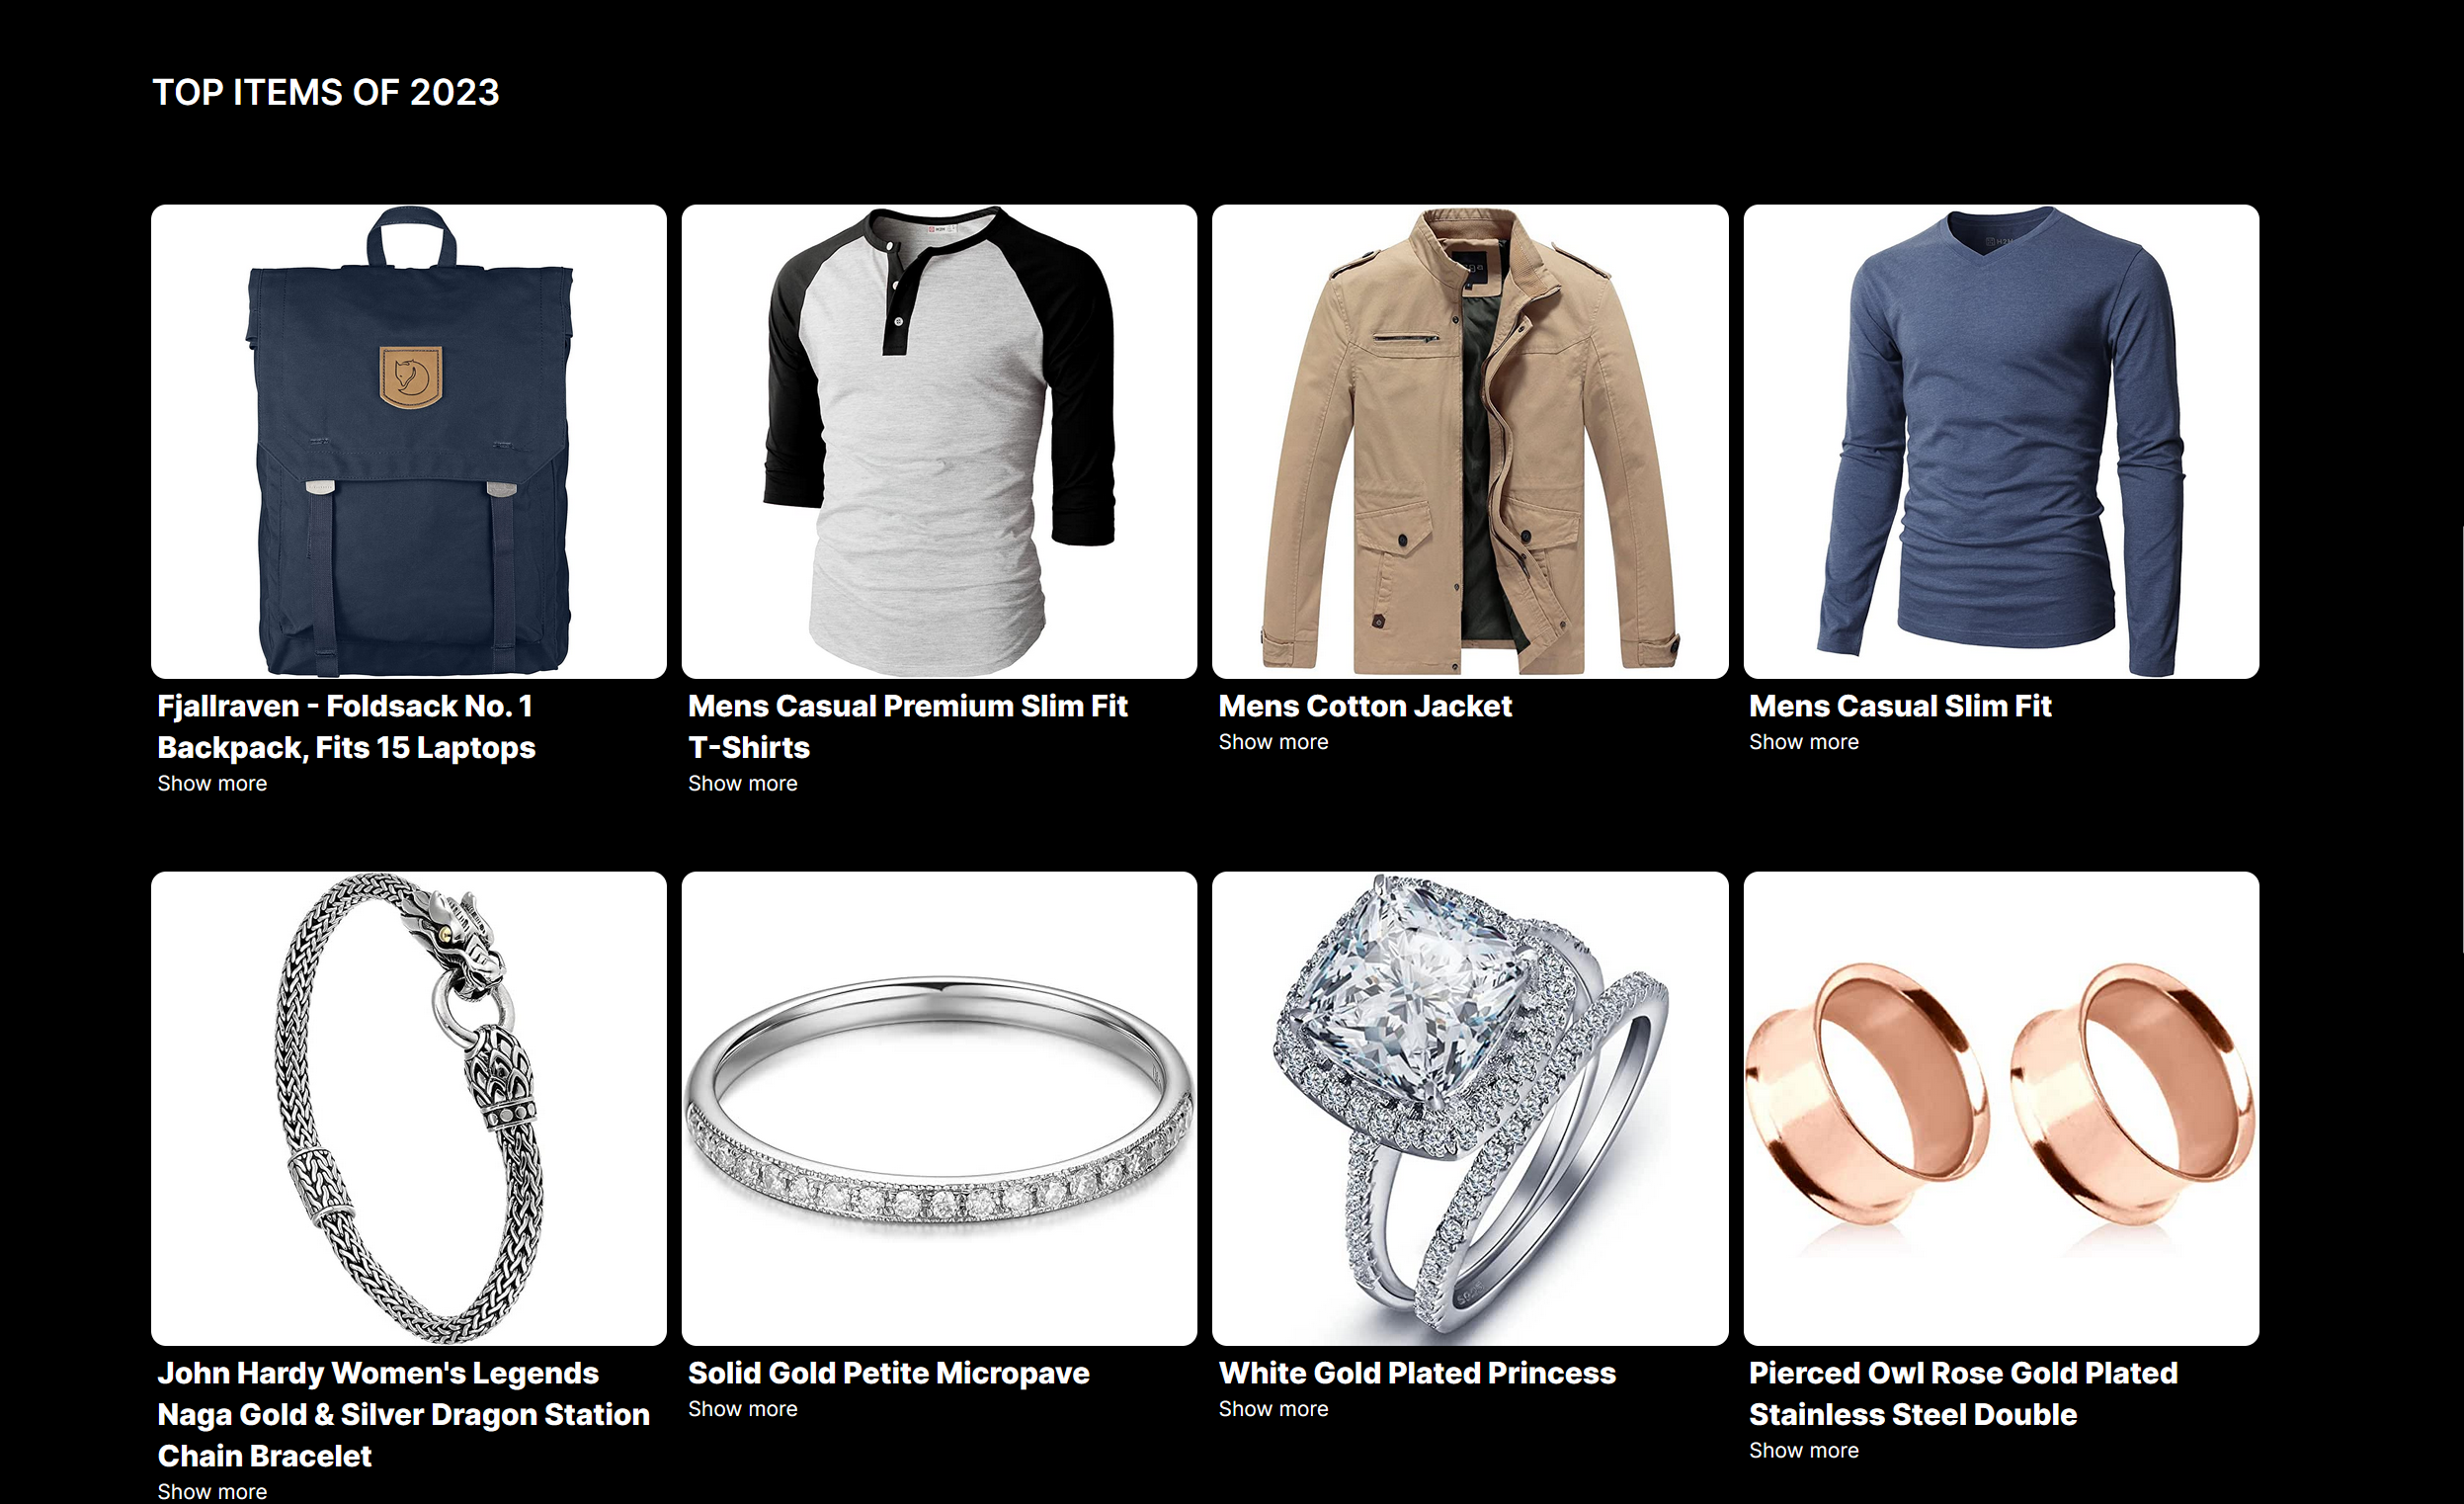 TOP ITEMS OF 2023
Fjallraven - Foldsack No. 1
Backpack, Fits 15 Laptops
Show more
Mens Casual Premium Slim Fit
T-Shirts
Show more
Mens Cotton Jacket
Show more
Mens Casual Slim Fit
Show more
John Hardy Women's Legends
Naga Gold & Silver Dragon Station
Chain Bracelet
Show more
Solid Gold Petite Micropave
Show more
White Gold Plated Princess
Show more
Pierced Owl Rose Gold Plated
Stainless Steel Double
Show more